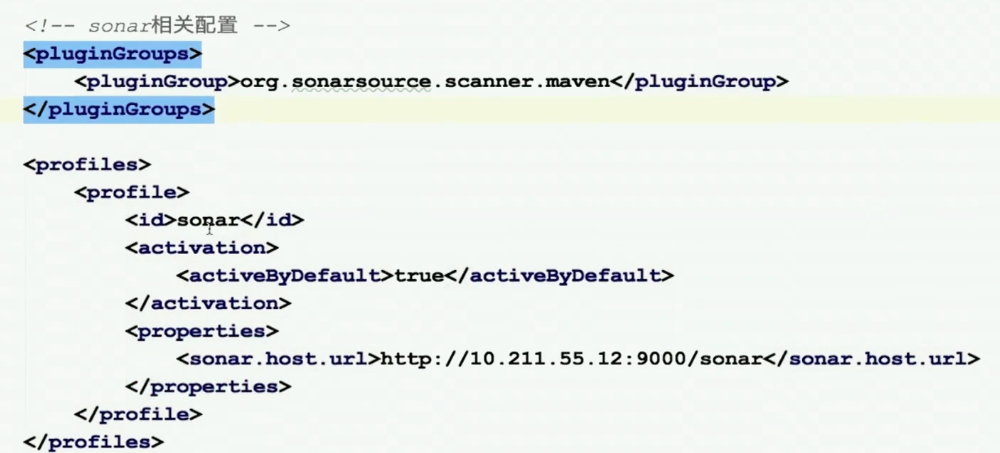 <!-- sonar相关配置 -->
<pluginGroups>
    <pluginGroup>org.sonarsource.scanner.maven</pluginGroup>
</pluginGroups>

<profiles>
    <profile>
        <id>sonar</id>
        <activation>
            <activeByDefault>true</activeByDefault>
        </activation>
        <properties>
            <sonar.host.url>http://10.211.55.12:9000/sonar</sonar.host.url>
        </properties>
    </profile>
</profiles>